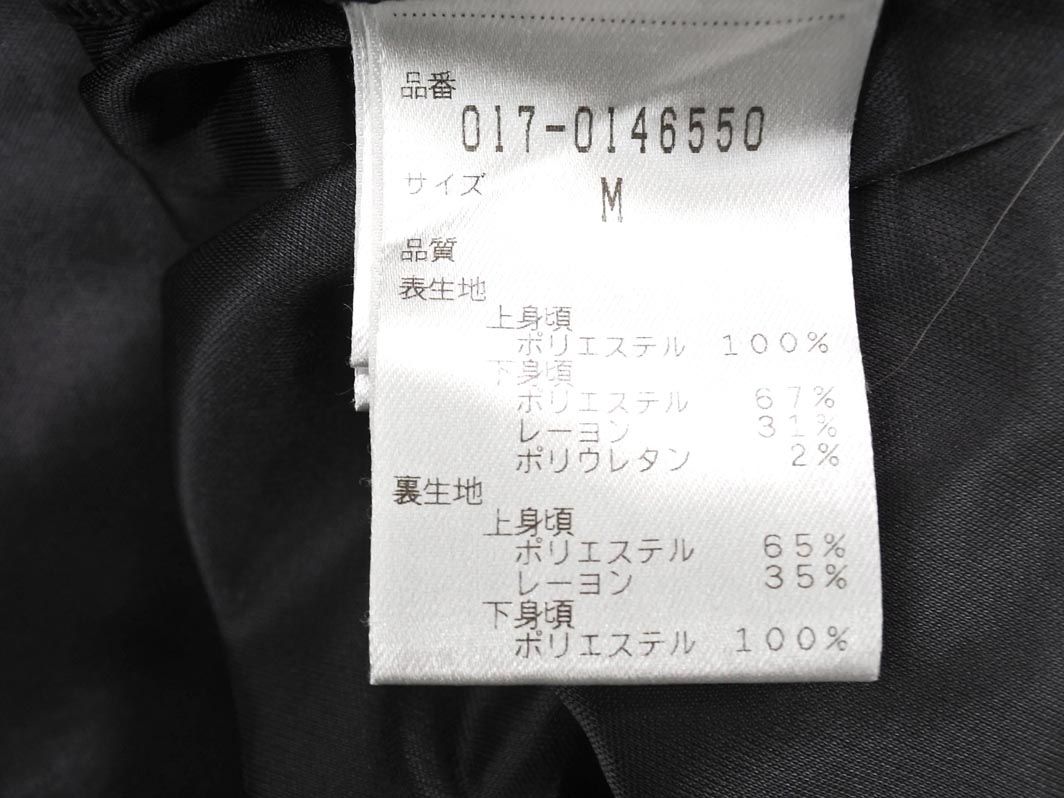 品番
017-0146550
サイズ
M
品質
表生地
上身頃
ポリエステル 100%
下身頃
ポリエステル 67%
レーヨン 31%
ポリウレタン 2%
裏生地
上身頃
ポリエステル 65%
レーヨン 35%
下身頃
ポリエステル 100%